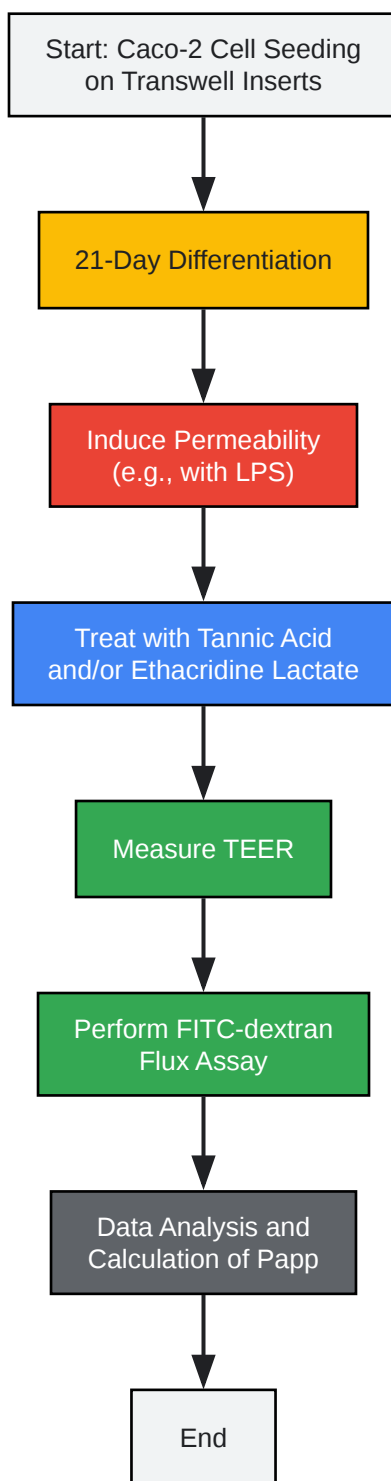 Start: Caco-2 Cell Seeding
on Transwell Inserts
21-Day Differentiation
Induce Permeability
(e.g., with LPS)
Treat with Tannic Acid
and/or Ethacridine Lactate
Measure TEER
Perform FITC-dextran
Flux Assay
Data Analysis and
Calculation of Papp
End